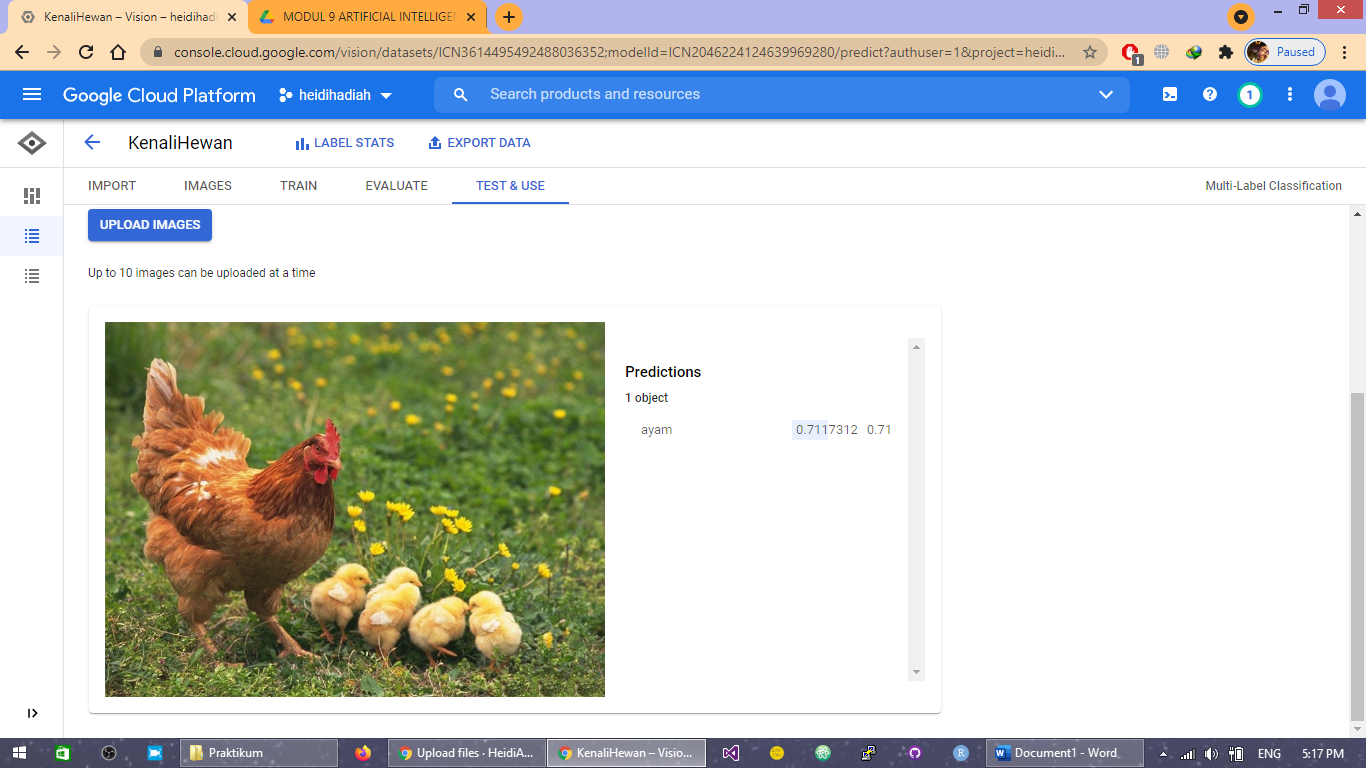 KenaliHewan – Vision – heidihadi
MODUL 9 ARTIFICIAL INTELLIGEN
console.cloud.google.com/vision/datasets/ICN3614495492488036352;modelId=ICN2046224124639969280/predict?authuser=1&project=heidi...
1
Paused
Google Cloud Platform
heidihadiah
Search products and resources
1
KenaliHewan
LABEL STATS
EXPORT DATA
IMPORT
IMAGES
TRAIN
EVALUATE
TEST & USE
Multi-Label Classification
UPLOAD IMAGES
Up to 10 images can be uploaded at a time
Predictions
1 object
ayam 0.7117312 0.71
Praktikum
Upload files · HeidiA...
KenaliHewan – Visio...
Document1 - Word
ENG
5:17 PM